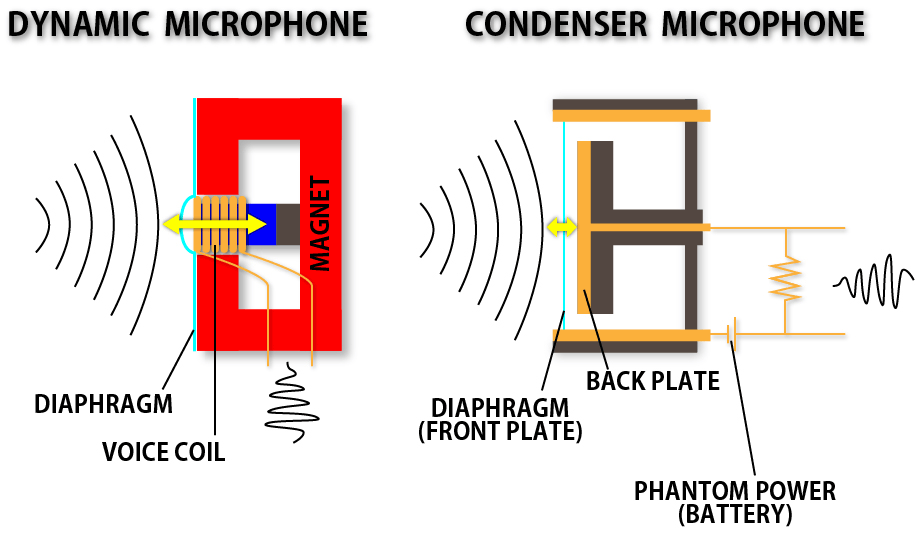 DYNAMIC MICROPHONE
CONDENSER MICROPHONE
MAGNET
DIAPHRAGM
VOICE COIL
BACK PLATE
DIAPHRAGM
(FRONT PLATE)
PHANTOM POWER
(BATTERY)